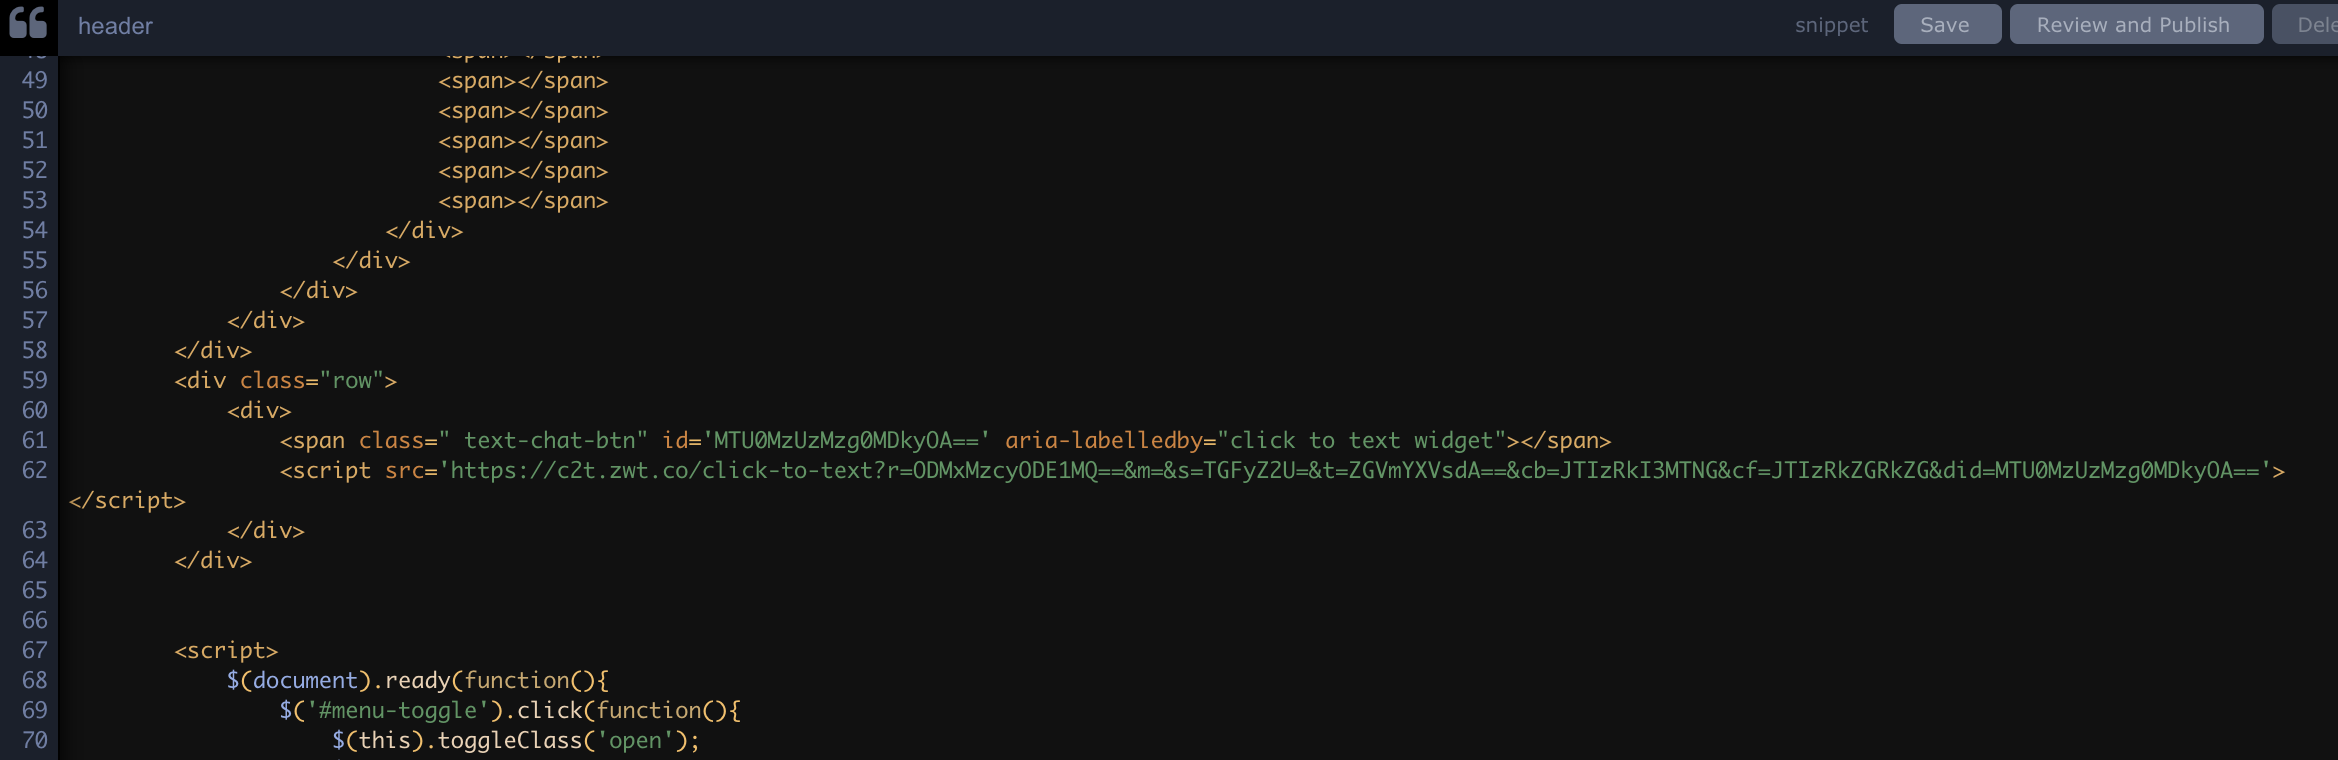 header snippet Save Review and Publish
49 <span></span>
50 <span></span>
51 <span></span>
52 <span></span>
53 <span></span>
54 </div>
55 </div>
56 </div>
57 </div>
58 </div>
59 <div class="row">
60 <div>
61 <span class=" text-chat-btn" id='MTU0MzUzMzg0MDkyOA==' aria-labelledby="click to text widget"></span>
62 <script src='https://c2t.zwt.co/click-to-text?r=ODMxMzcyODE1MQ==&m=&s=TGFyZ2U=&t=ZGVmYXVsdA==&cb=JTIzRkI3MTNG&cf=JTIzRkZGRkZG&did=MTU0MzUzMzg0MDkyOA=='>
</script>
63 </div>
64 </div>
65
66
67 <script>
68 $(document).ready(function(){
69 $('#menu-toggle').click(function(){
70 $(this).toggleClass('open');